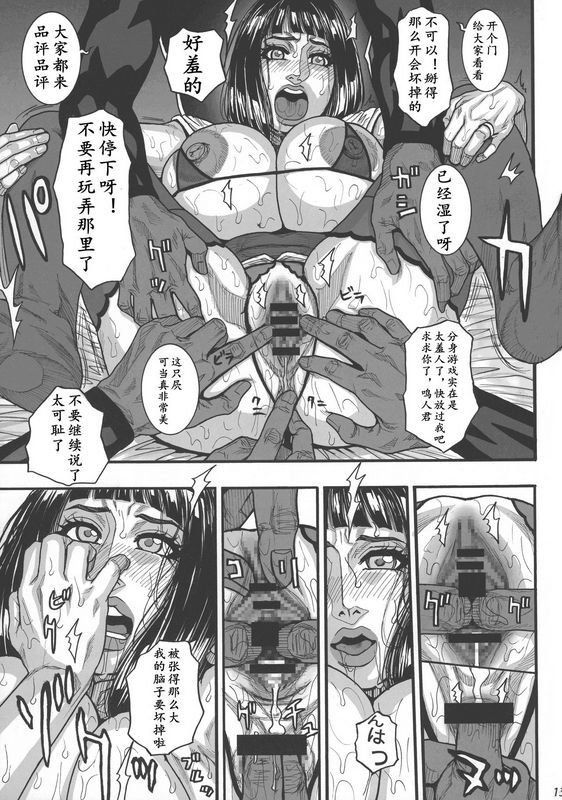 开个门
给大家看看
不可以！掰得
那么开会坏掉的
好羞的
大家都来
品评品评
快停下呀！
不要再玩弄那里了
已经湿了呀
分身游戏实在是
太羞人了，快放过我吧
求求你了，鸣人君
这只屄
可当真非常
美
不要继续说了
太可耻了
ビラ
ビラ
んはっ
被张得那么大
我的脑子要坏掉啦